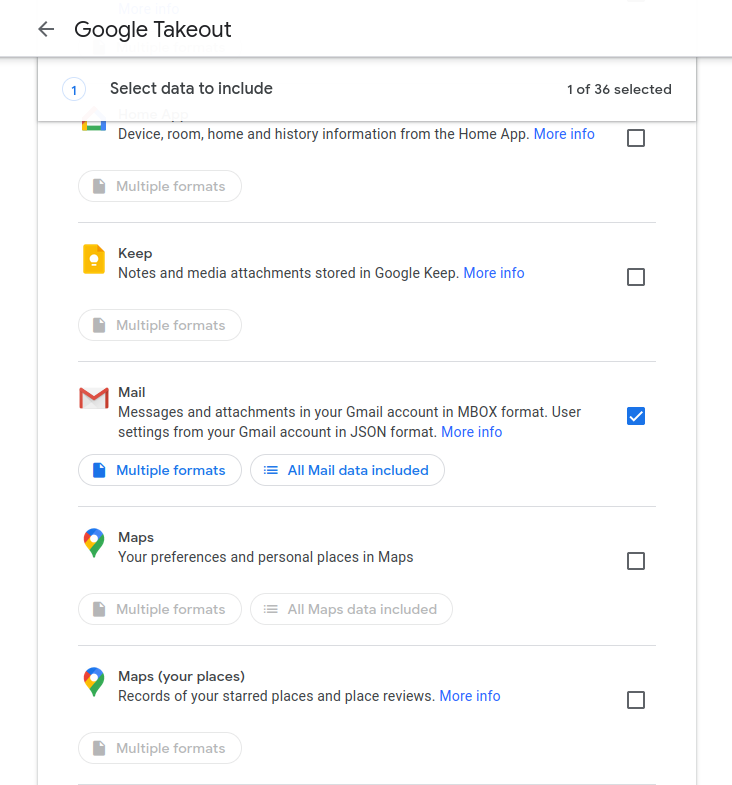 Google Takeout
1
Select data to include
1 of 36 selected
Home App
Device, room, home and history information from the Home App. More info
Multiple formats
Keep
Notes and media attachments stored in Google Keep. More info
Multiple formats
Mail
Messages and attachments in your Gmail account in MBOX format. User
settings from your Gmail account in JSON format. More info
Multiple formats
All Mail data included
Maps
Your preferences and personal places in Maps
Multiple formats
All Maps data included
Maps (your places)
Records of your starred places and place reviews. More info
Multiple formats